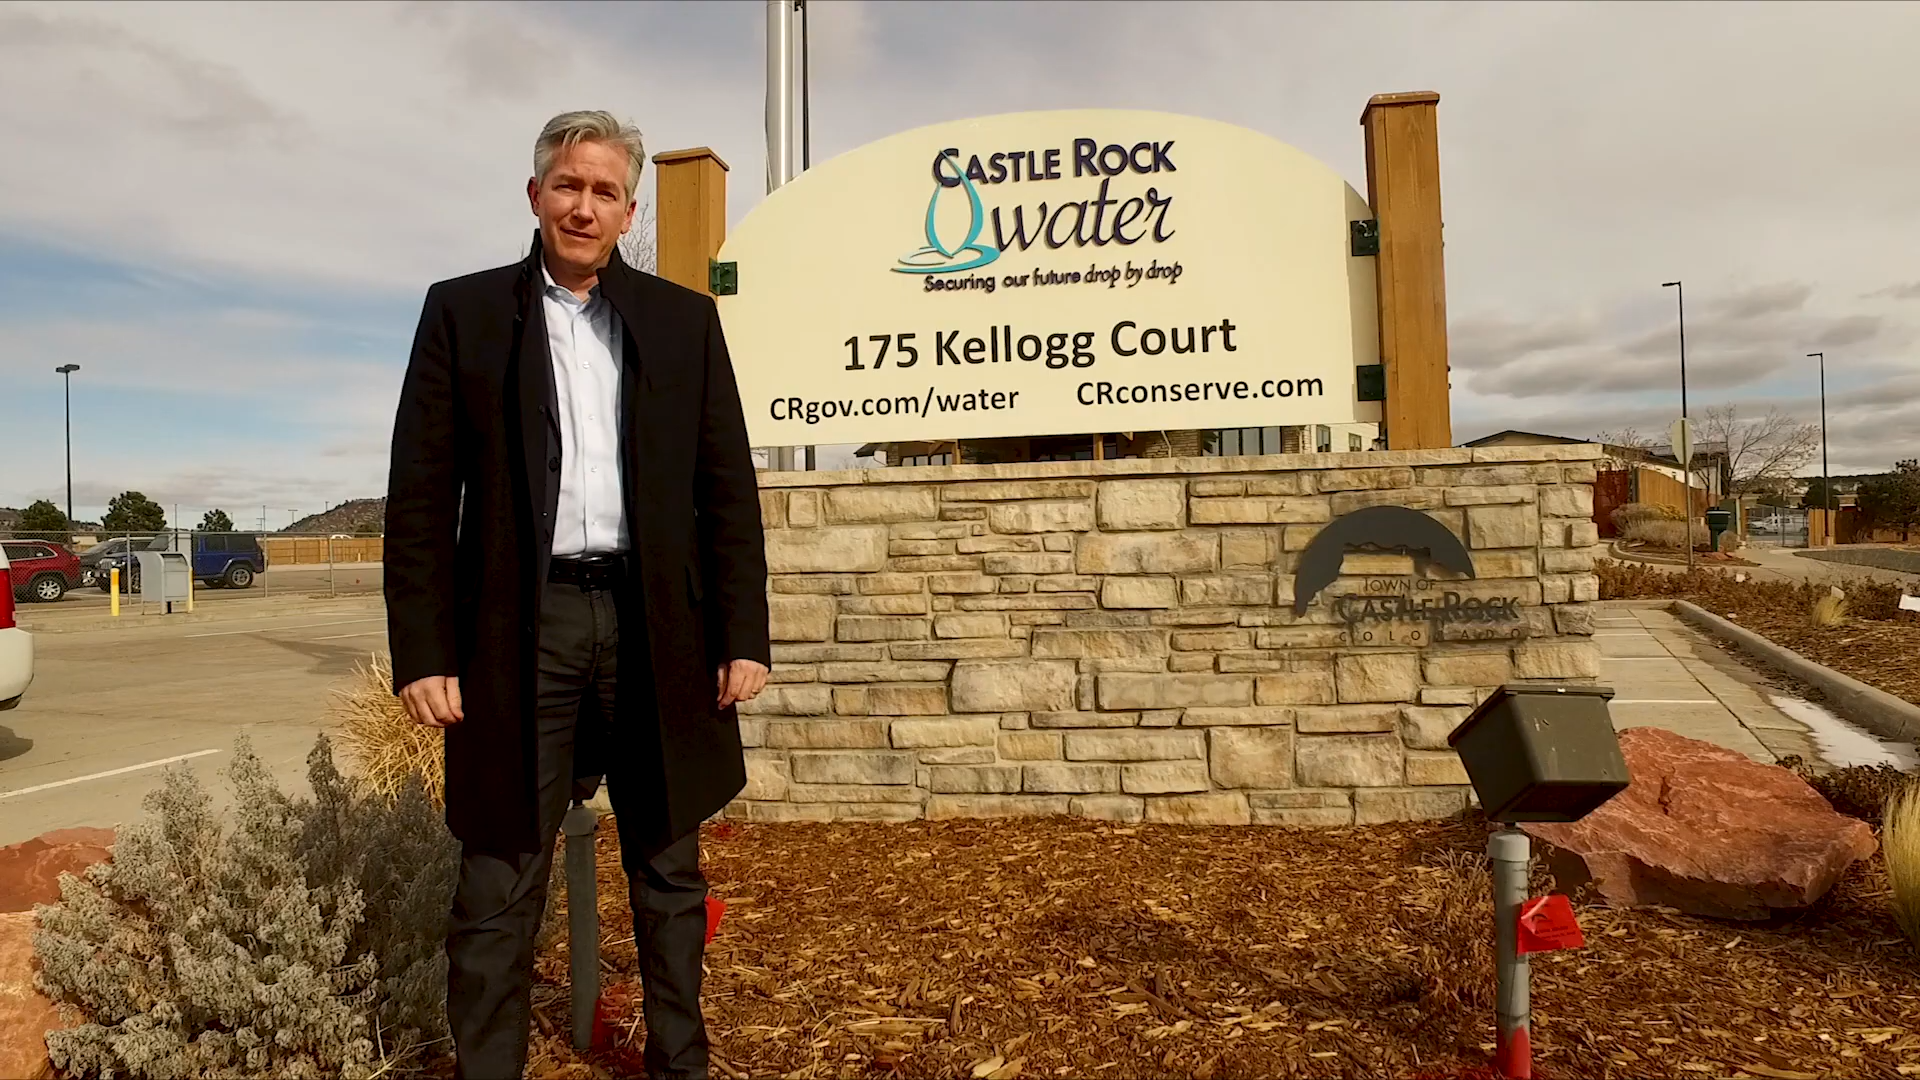 CASTLE ROCK
water
Securing our future drop by drop
175 Kellogg Court
CRgov.com/water CRconserve.com
TOWN OF
CASTLE ROCK
COLORADO